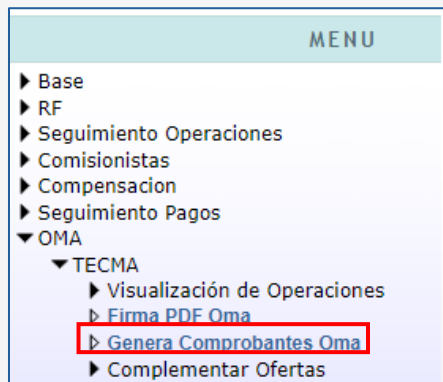 MENU
Base
RF
Seguimiento Operaciones
Comisionistas
Compensacion
Seguimiento Pagos
OMA
TECMA
Visualización de Operaciones
Firma PDF Oma
Genera Comprobantes Oma
Complementar Ofertas